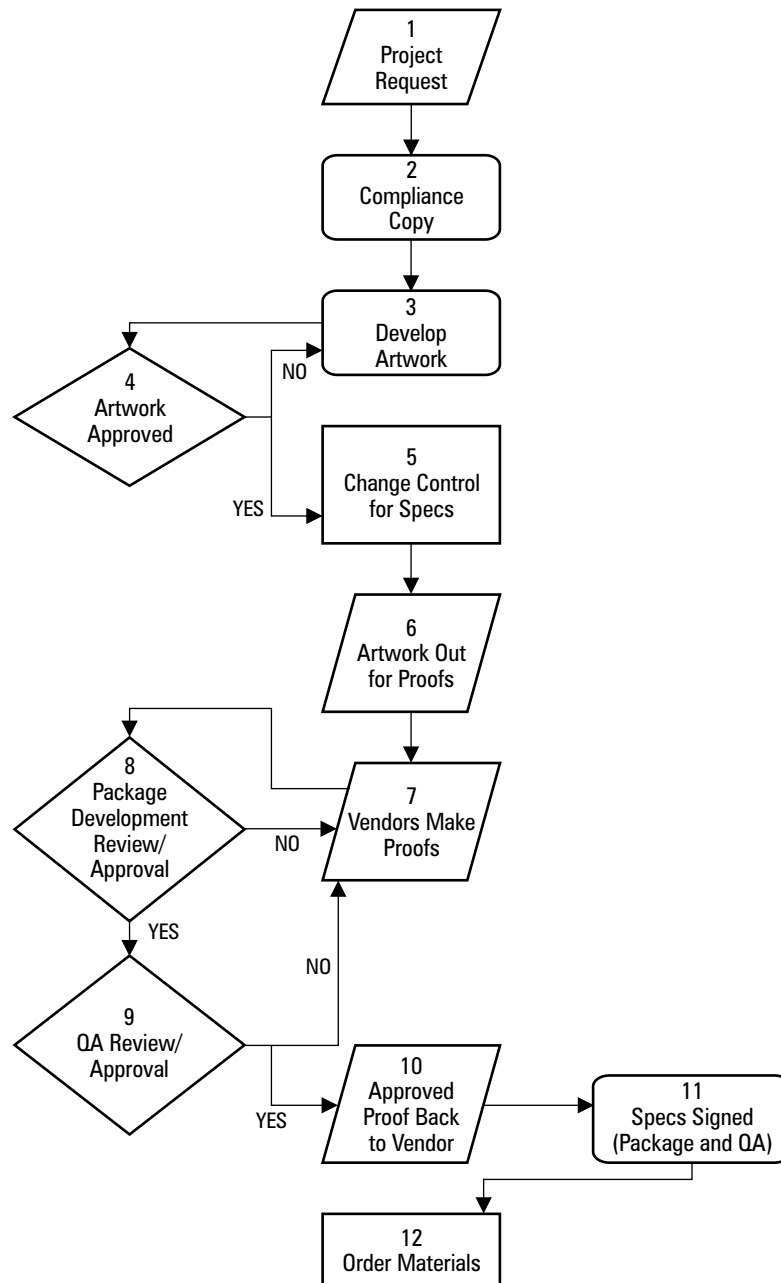 1
Project
Request
2
Compliance
Copy
3
Develop
Artwork
4
Artwork
Approved
NO
YES
5
Change Control
for Specs
6
Artwork Out
for Proofs
7
Vendors Make
Proofs
8
Package
Development
Review/
Approval
NO
YES
9
QA Review/
Approval
NO
YES
10
Approved
Proof Back
to Vendor
11
Specs Signed
(Package and QA)
12
Order Materials